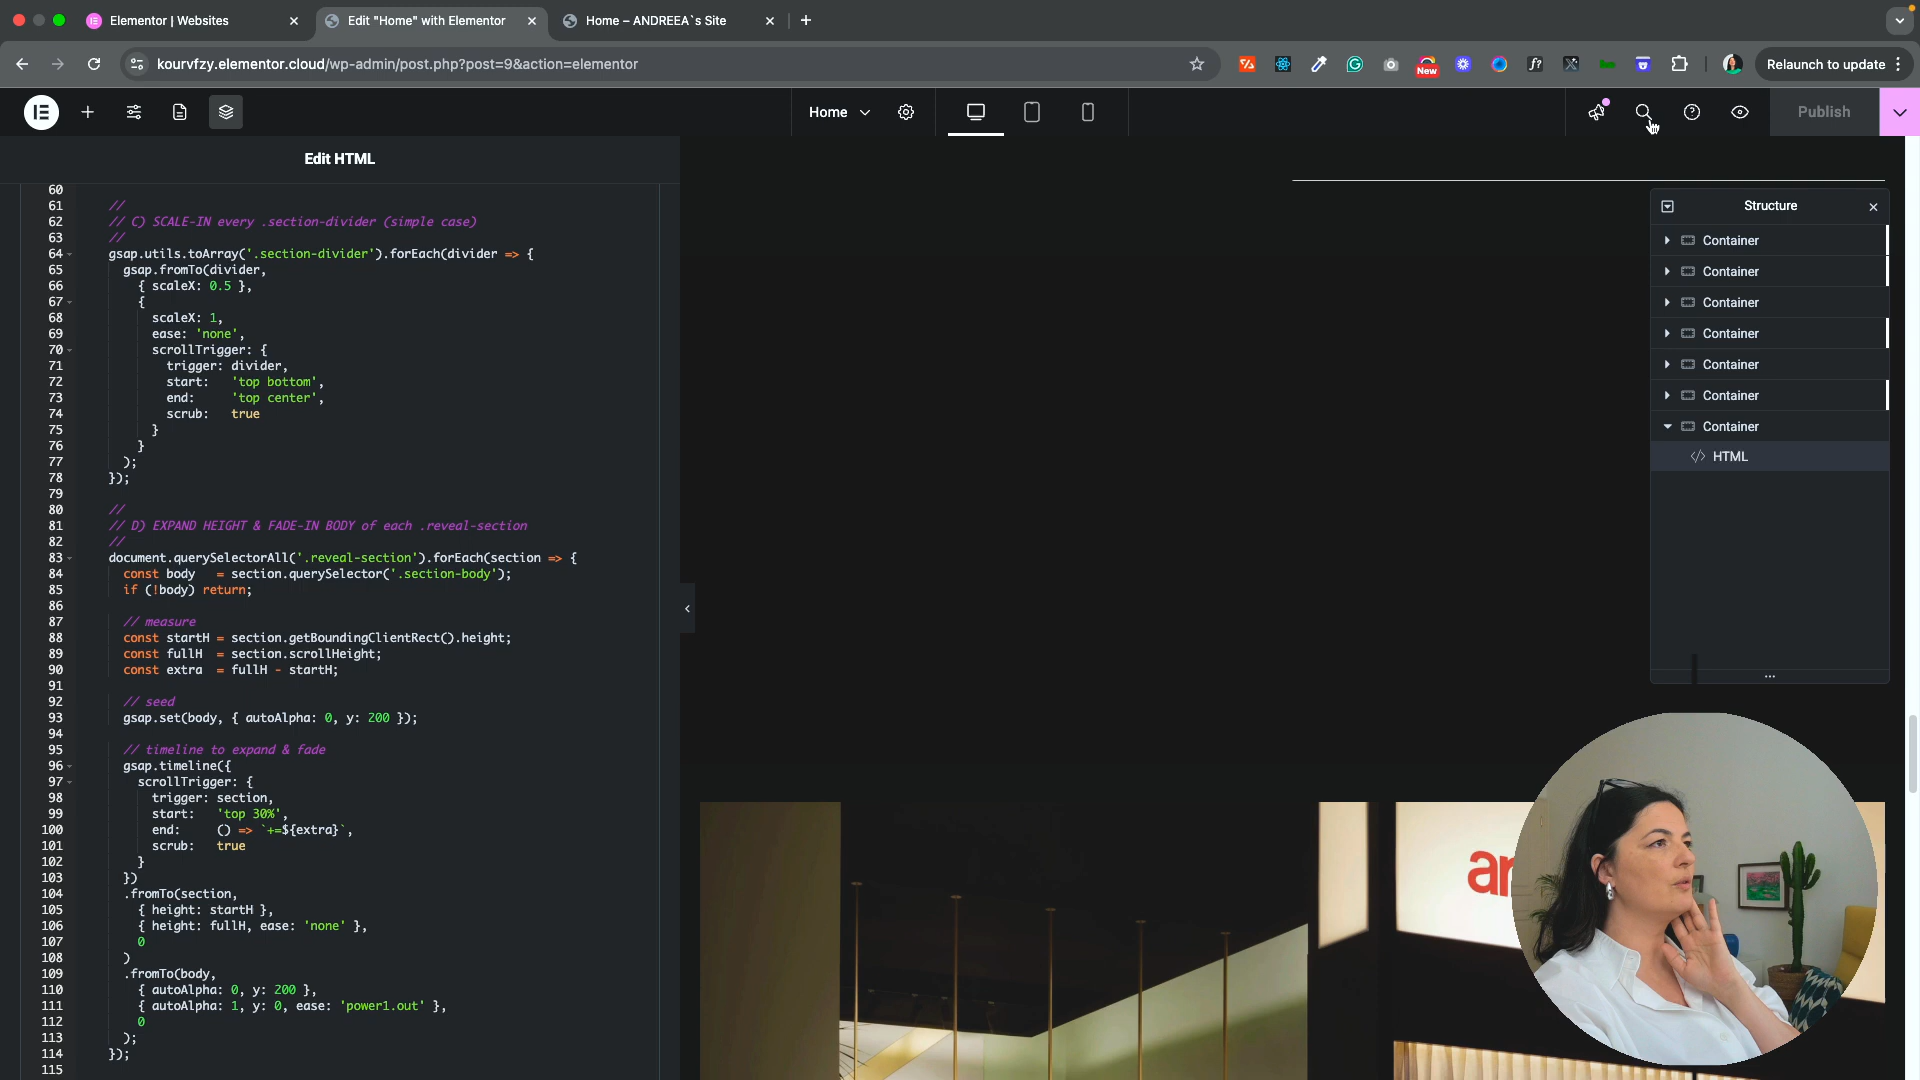 Elementor | Websites
Edit "Home" with Elementor
Home – ANDREEA`s Site
kourvfzy.elementor.cloud/wp-admin/post.php?post=9&action=elementor
New
Relaunch to update
Home
Publish
Edit HTML
60
61 //
62 // C) SCALE-IN every .section-divider (simple case)
63 //
64 gsap.utils.toArray('.section-divider').forEach(divider => {
65 gsap.fromTo(divider,
66 { scaleX: 0.5 },
67 {
68 scaleX: 1,
69 ease: 'none',
70 scrollTrigger: {
71 trigger: divider,
72 start: 'top bottom',
73 end: 'top center',
74 scrub: true
75 }
76 }
77 );
78 });
79
80 //
81 // D) EXPAND HEIGHT & FADE-IN BODY of each .reveal-section
82 //
83 document.querySelectorAll('.reveal-section').forEach(section => {
84 const body = section.querySelector('.section-body');
85 if (!body) return;
86
87 // measure
88 const startH = section.getBoundingClientRect().height;
89 const fullH = section.scrollHeight;
90 const extra = fullH - startH;
91
92 // seed
93 gsap.set(body, { autoAlpha: 0, y: 200 });
94
95 // timeline to expand & fade
96 gsap.timeline({
97 scrollTrigger: {
98 trigger: section,
99 start: 'top 30%',
100 end: () => `+=${extra}`,
101 scrub: true
102 }
103 })
104 .fromTo(section,
105 { height: startH },
106 { height: fullH, ease: 'none' },
107 0
108 )
109 .fromTo(body,
110 { autoAlpha: 0, y: 200 },
111 { autoAlpha: 1, y: 0, ease: 'power1.out' },
112 0
113 );
114 });
115
Structure
Container
Container
Container
Container
Container
Container
Container
</> HTML
ar